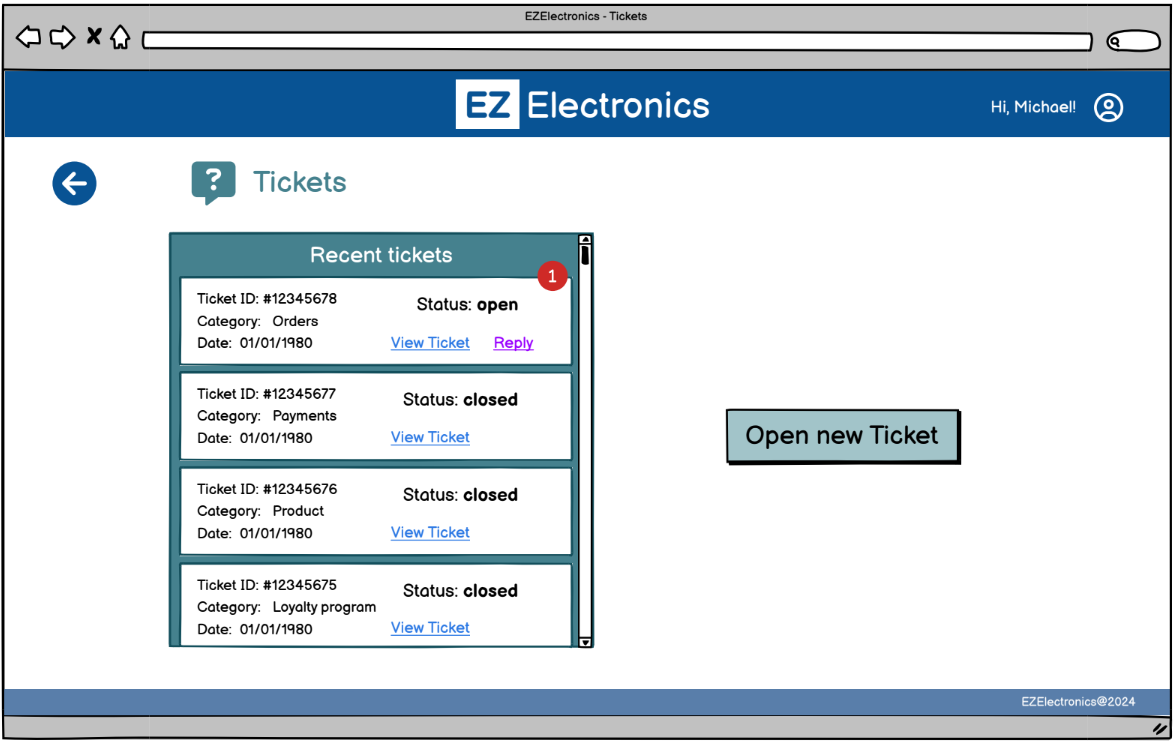 EZElectronics - Tickets
EZ Electronics
Hi, Michael!
? Tickets
Recent tickets
1
Ticket ID: #12345678
Status: open
Category: Orders
Date: 01/01/1980
View Ticket Reply
Ticket ID: #12345677
Status: closed
Category: Payments
Date: 01/01/1980
View Ticket
Ticket ID: #12345676
Status: closed
Category: Product
Date: 01/01/1980
View Ticket
Ticket ID: #12345675
Status: closed
Category: Loyalty program
Date: 01/01/1980
View Ticket
Open new Ticket
EZElectronics@2024